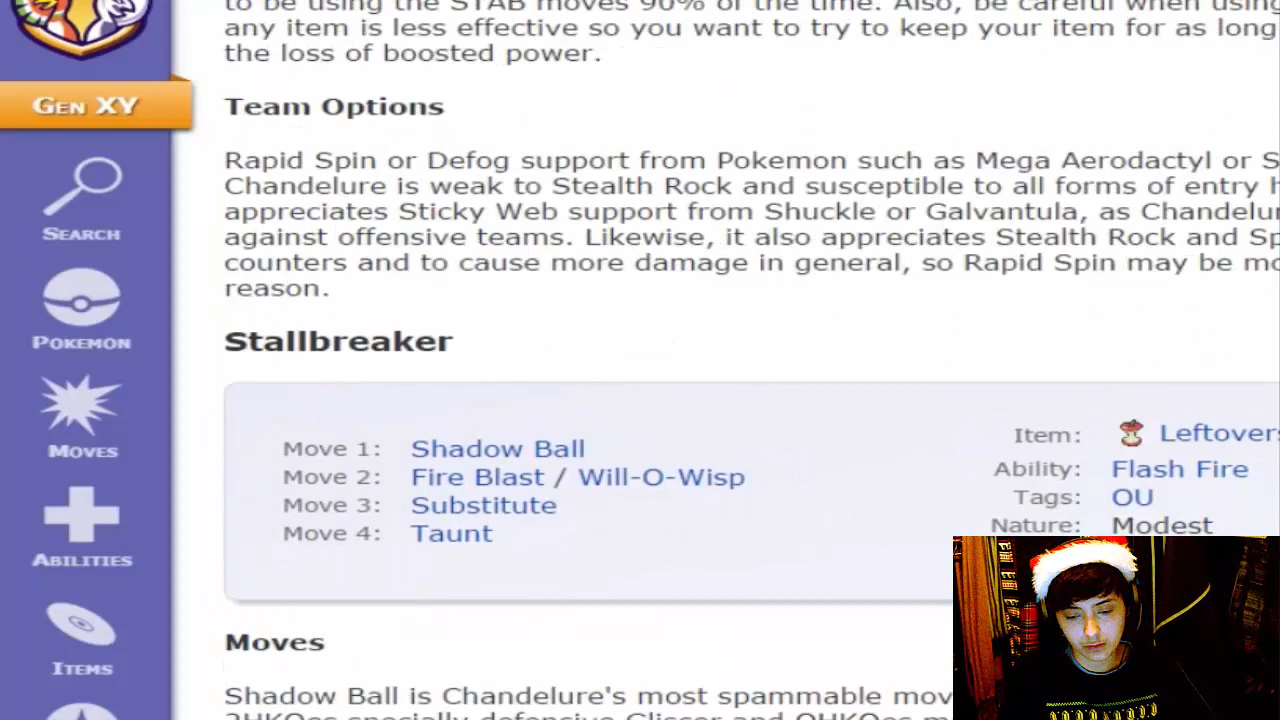 to be using the STAB moves 90% of the time. Also, be careful when using
any item is less effective so you want to try to keep your item for as long
the loss of boosted power.
GEN XY
Team Options
Rapid Spin or Defog support from Pokemon such as Mega Aerodactyl or S
Chandelure is weak to Stealth Rock and susceptible to all forms of entry h
appreciates Sticky Web support from Shuckle or Galvantula, as Chandelur
against offensive teams. Likewise, it also appreciates Stealth Rock and Sp
counters and to cause more damage in general, so Rapid Spin may be mo
reason.
SEARCH
POKEMON
MOVES
ABILITIES
ITEMS
Stallbreaker
Move 1: Shadow Ball
Move 2: Fire Blast / Will-O-Wisp
Move 3: Substitute
Move 4: Taunt
Item: Leftovers
Ability: Flash Fire
Tags: OU
Nature: Modest
Moves
Shadow Ball is Chandelure's most spammable mov
2HKOes specially defensive Gliscor and OHKOes m